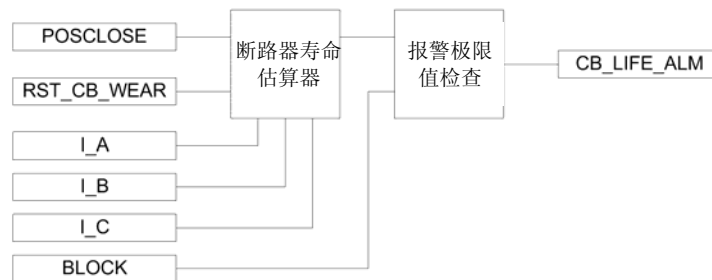 POSCLOSE
断路器寿命
估算器
报警极限
值检查
CB_LIFE_ALM
RST_CB_WEAR
I_A
I_B
I_C
BLOCK